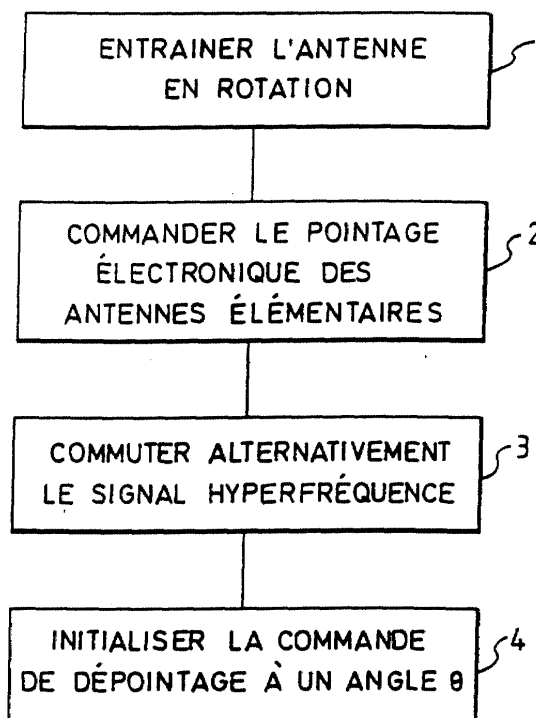 ENTRAINER L'ANTENNE
EN ROTATION
COMMANDER LE POINTAGE
ÉLECTRONIQUE DES
ANTENNES ÉLÉMENTAIRES
2
COMMUTER ALTERNATIVEMENT
LE SIGNAL HYPERFRÉQUENCE
3
INITIALISER LA COMMANDE
DE DÉPOINTAGE À UN ANGLE θ
4